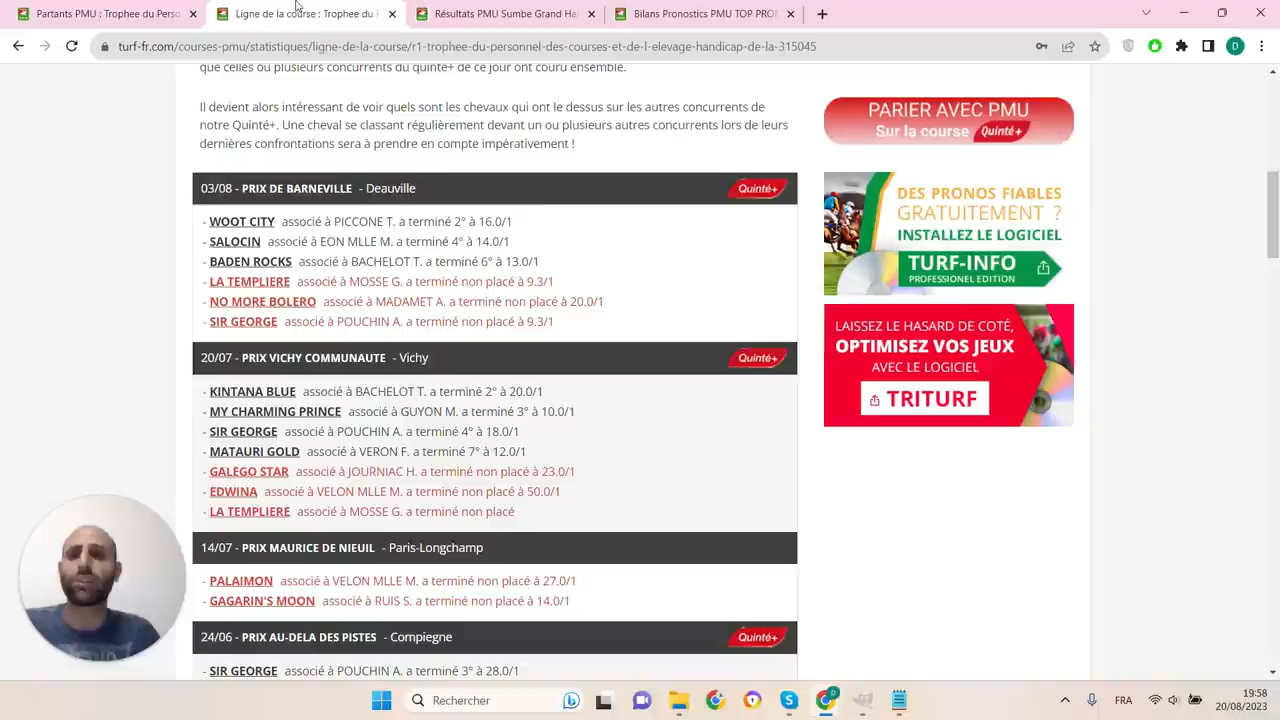 Partants PMU : Trophee du Perso
Ligne de la course : Trophee du P
Résultats PMU Sumbe Grand Han
Bilans Pronostics PMU TOP PRON
turf-fr.com/courses-pmu/statistiques/ligne-de-la-course/r1-trophee-du-personnel-des-courses-et-de-l-elevage-handicap-de-la-315045
D
que celles ou plusieurs concurrents du quinte+ de ce jour ont couru ensemble.
Il devient alors intéressant de voir quels sont les chevaux qui ont le dessus sur les autres concurrents de
notre Quinté+. Une cheval se classant régulièrement devant un ou plusieurs autres concurrents lors de leurs
dernières confrontations sera à prendre en compte impérativement !
03/08 - PRIX DE BARNEVILLE - Deauville Quinté+
- WOOT CITY associé à PICCONE T. a terminé 2° à 16.0/1
- SALOCIN associé à EON MLLE M. a terminé 4° à 14.0/1
- BADEN ROCKS associé à BACHELOT T. a terminé 6° à 13.0/1
- LA TEMPLIERE associé à MOSSE G. a terminé non placé à 9.3/1
- NO MORE BOLERO associé à MADAMET A. a terminé non placé à 20.0/1
- SIR GEORGE associé à POUCHIN A. a terminé non placé à 9.3/1
20/07 - PRIX VICHY COMMUNAUTE - Vichy Quinté+
- KINTANA BLUE associé à BACHELOT T. a terminé 2° à 20.0/1
- MY CHARMING PRINCE associé à GUYON M. a terminé 3° à 10.0/1
- SIR GEORGE associé à POUCHIN A. a terminé 4° à 18.0/1
- MATAURI GOLD associé à VERON F. a terminé 7° à 12.0/1
- GALEGO STAR associé à JOURNIAC H. a terminé non placé à 23.0/1
- EDWINA associé à VELON MLLE M. a terminé non placé à 50.0/1
- LA TEMPLIERE associé à MOSSE G. a terminé non placé
14/07 - PRIX MAURICE DE NIEUIL - Paris-Longchamp
- PALAIMON associé à VELON MLLE M. a terminé non placé à 27.0/1
- GAGARIN'S MOON associé à RUIS S. a terminé non placé à 14.0/1
24/06 - PRIX AU-DELA DES PISTES - Compiegne Quinté+
- SIR GEORGE associé à POUCHIN A. a terminé 3° à 28.0/1
PARIER AVEC PMU
Sur la course Quinté+
DES PRONOS FIABLES
GRATUITEMENT ?
INSTALLEZ LE LOGICIEL
TURF-INFO
PROFESSIONEL EDITION
LAISSEZ LE HASARD DE COTÉ,
OPTIMISEZ VOS JEUX
AVEC LE LOGICIEL
TRITURF
Rechercher
FRA
19:58
20/08/2023